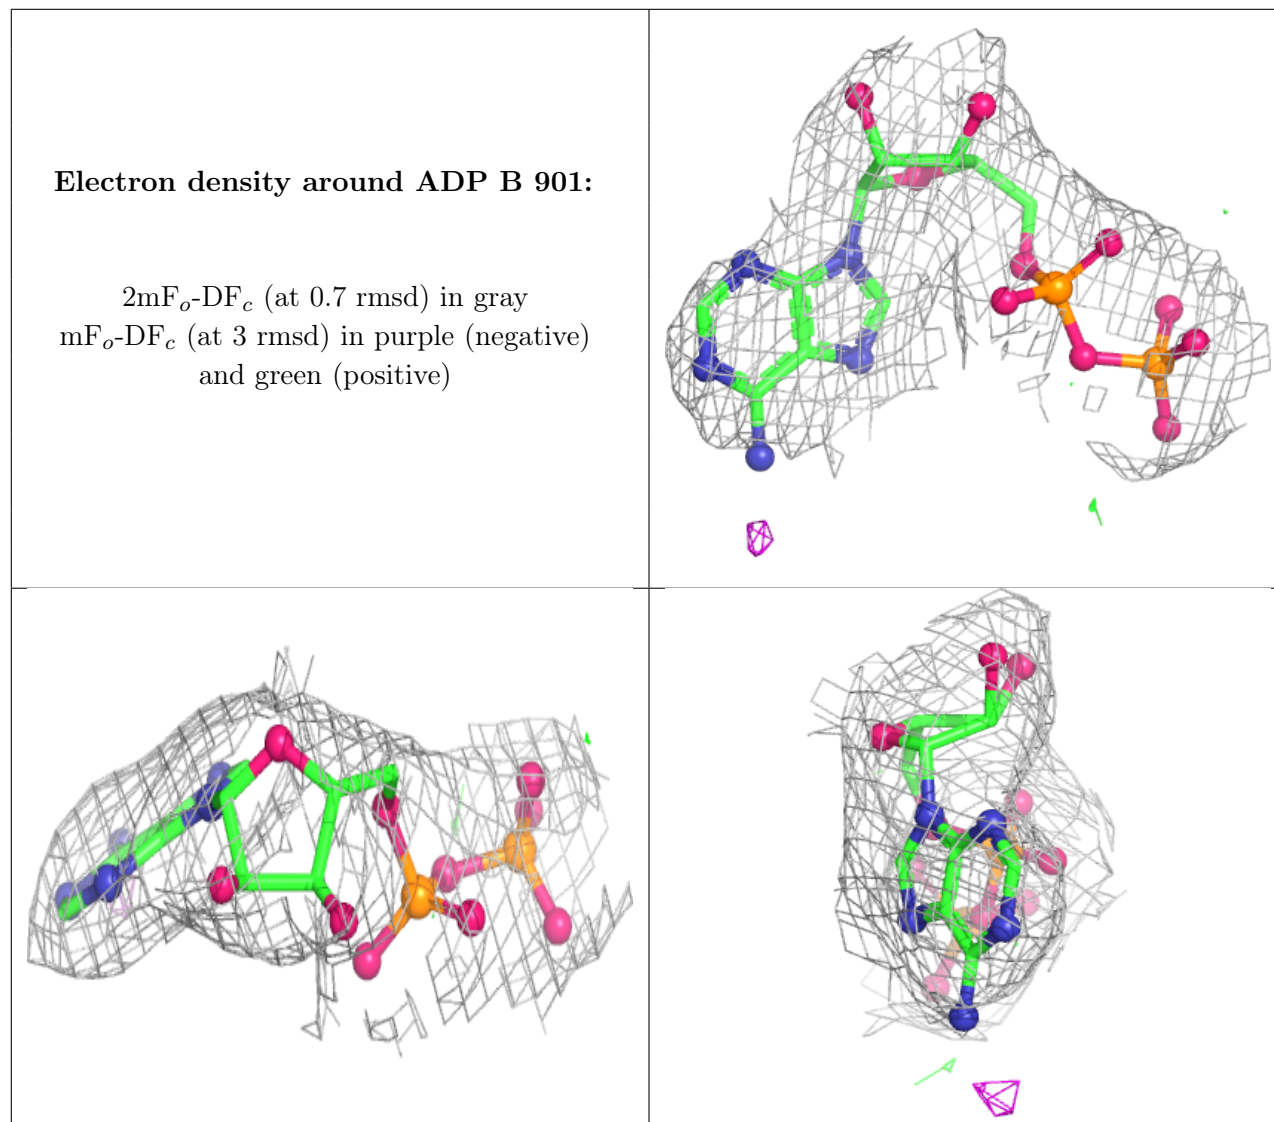 Electron density around ADP B 901:
2mFo-DFc (at 0.7 rmsd) in gray
mFo-DFc (at 3 rmsd) in purple (negative)
and green (positive)